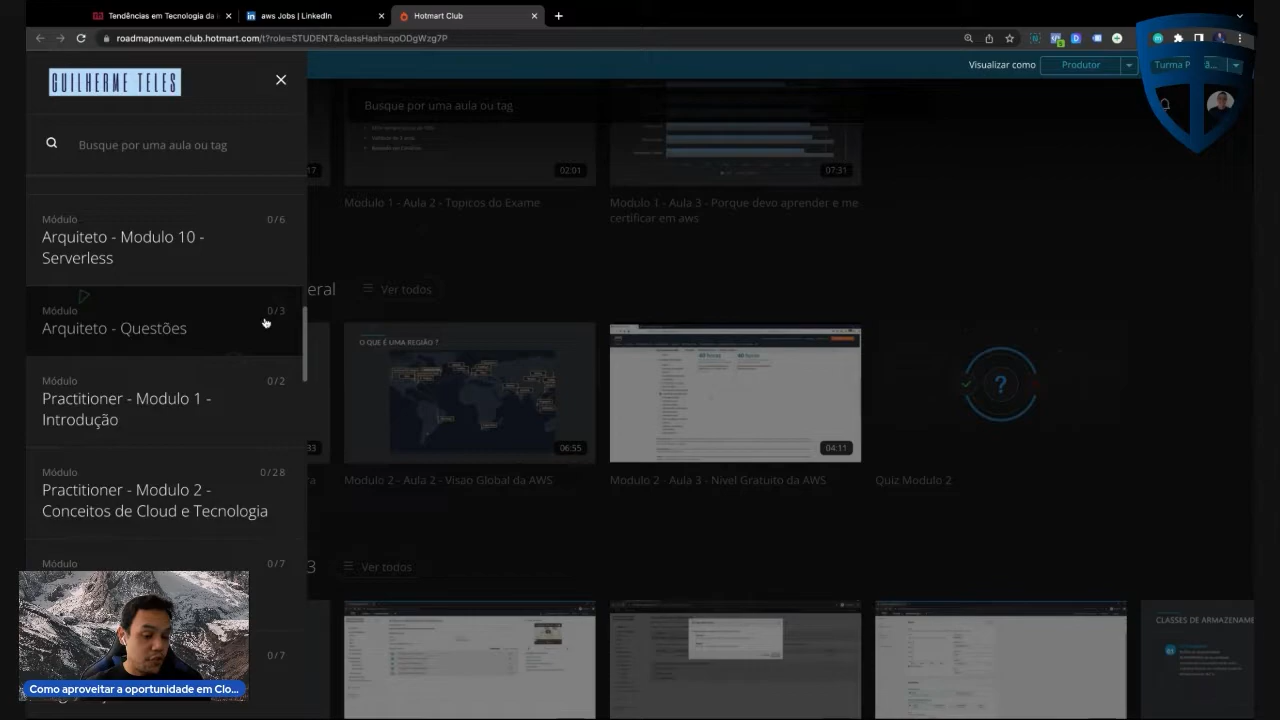 Tendências em Tecnologia da
aws Jobs | LinkedIn
Hotmart Club
roadmapnuvem.club.hotmart.com/t?role=STUDENT&classHash=qoODgWzg7P
GUILHERME TELES
Visualizar como
Produtor
Turma P
Busque por uma aula ou tag
Busque por uma aula ou tag
17
02:01
07:31
Modulo 1 - Aula 2 - Topicos do Exame
Modulo 1 - Aula 3 - Porque devo aprender e me
certificar em aws
Módulo
0/6
Arquiteto - Modulo 10 -
Serverless
eral
Ver todos
Módulo
0/3
Arquiteto - Questões
O QUE É UMA REGIÃO ?
?
Módulo
0/2
Practitioner - Modulo 1 -
Introdução
33
06:55
04:11
Módulo
0/28
Practitioner - Modulo 2 -
Conceitos de Cloud e Tecnologia
ra
Modulo 2 - Aula 2 - Visao Global da AWS
Modulo 2 - Aula 3 - Nivel Gratuito da AWS
Quiz Modulo 2
Módulo
0/7
3
Ver todos
CLASSES DE ARMAZENAME
0/7
Como aproveitar a oportunidade em Clo...